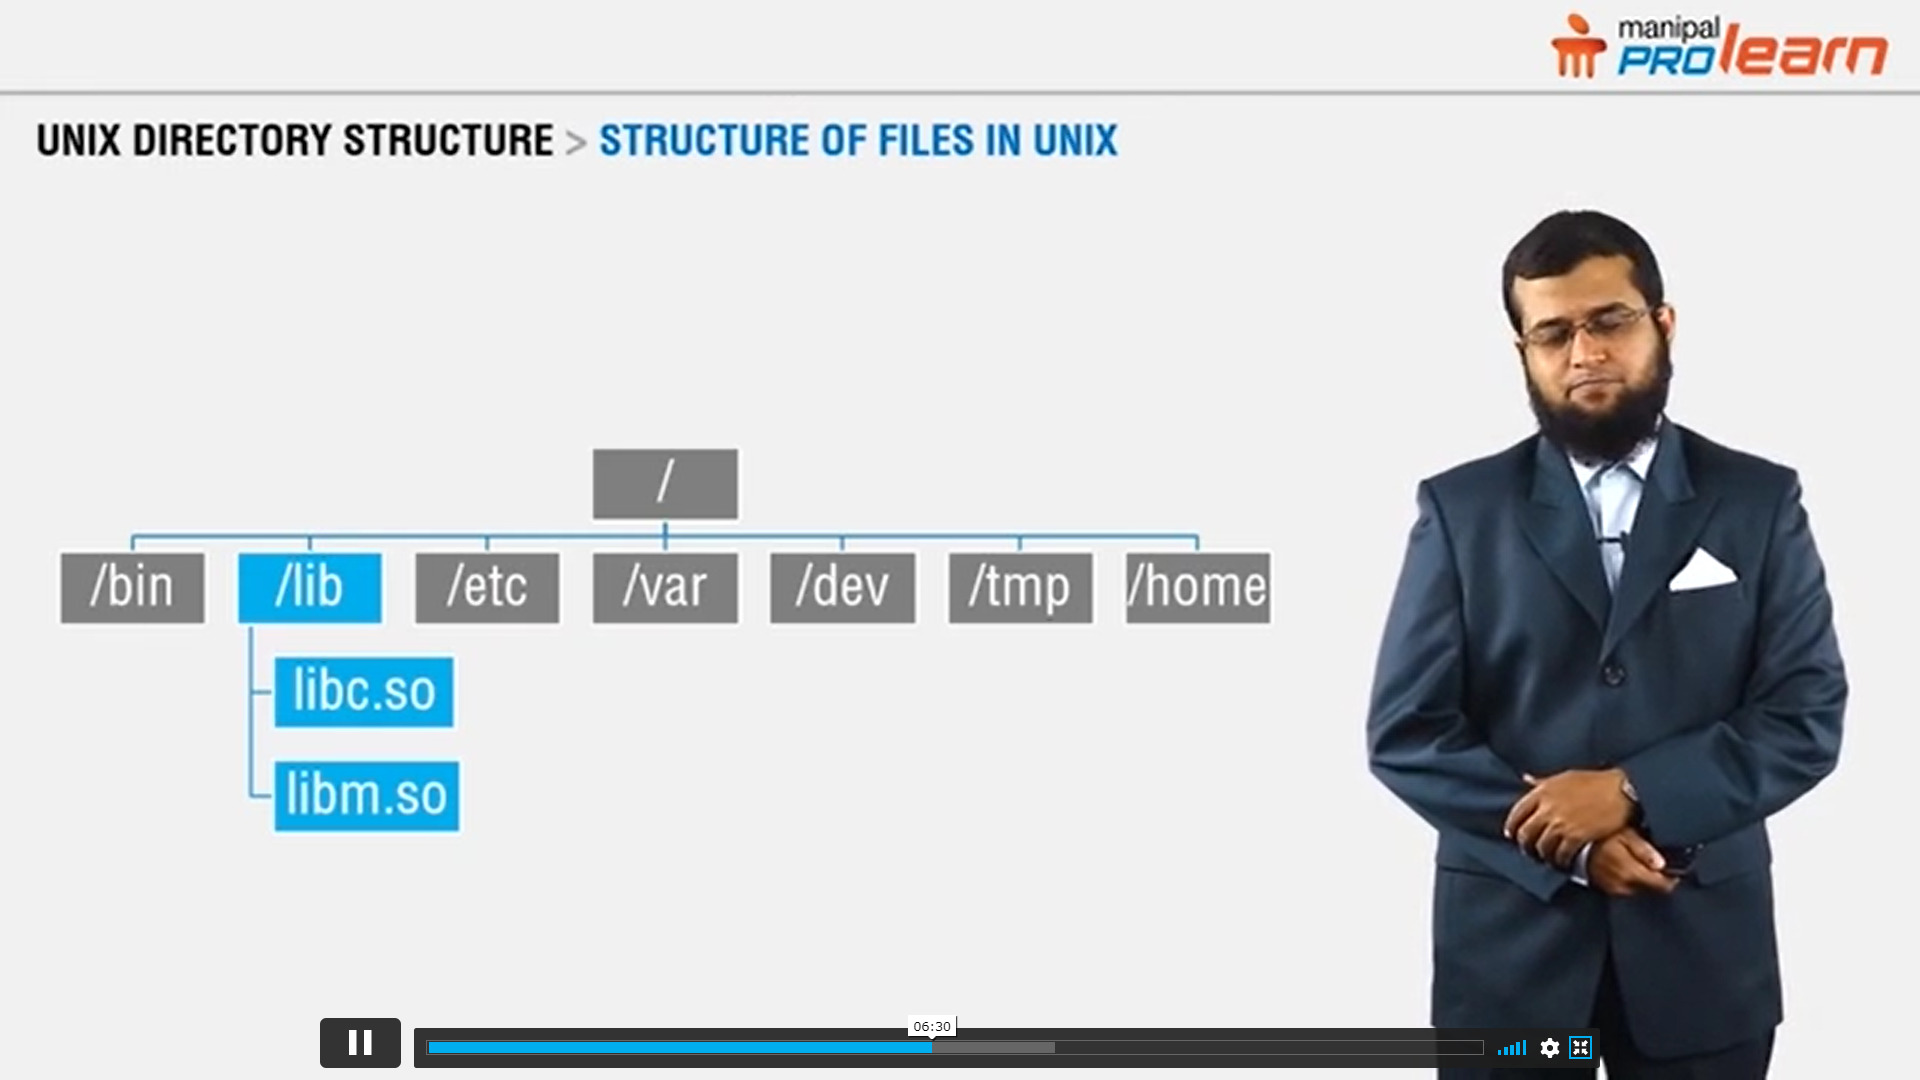 manipal
PROlearn
UNIX DIRECTORY STRUCTURE > STRUCTURE OF FILES IN UNIX
/
/bin /lib /etc /var /dev /tmp /home
libc.so
libm.so
06:30